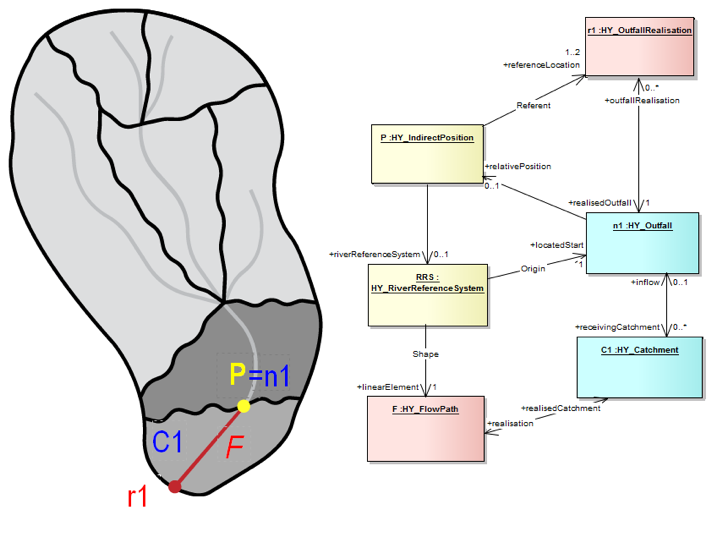 P=n1
C1
F
r1
r1 :HY_OutfallRealisation
1..2
+referenceLocation
0..*
+outfallRealisation
Referent
P :HY_IndirectPosition
+relativePosition
0..1
+realisedOutfall
1
n1 :HY_Outfall
+riverReferenceSystem
0..1
+locatedStart
Origin
1
RRS :
HY_RiverReferenceSystem
+inflow
0..1
+receivingCatchment
0..*
Shape
C1 :HY_Catchment
+linearElement
1
+realisedCatchment
F :HY_FlowPath
+realisation